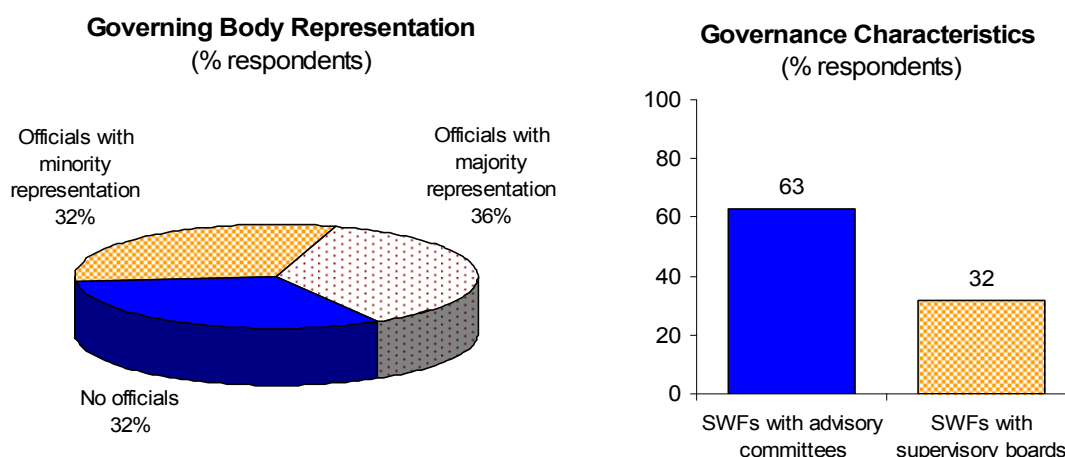 Governing Body Representation
(% respondents)
Officials with
minority
representation
32%
Officials with
majority
representation
36%
No officials
32%
Governance Characteristics
(% respondents)
100
80
60
40
20
0
63
32
SWFs with advisory
committees
SWFs with
supervisory boards